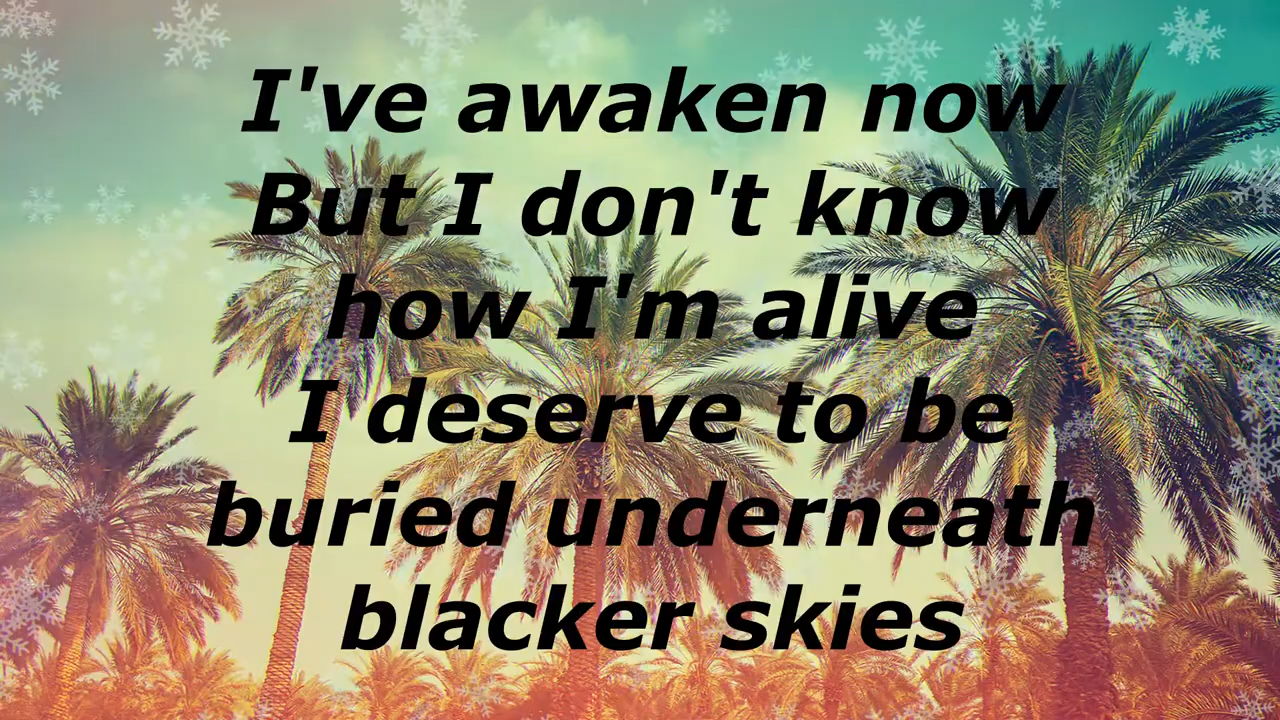 I've awaken now
But I don't know
how I'm alive
I deserve to be
buried underneath
blacker skies